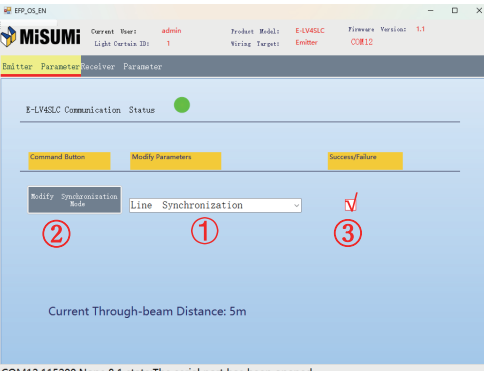 EFP_OS_EN
MiSUMi
Current User: admin Product Model: E-LV4SLC Firmware Version: 1.1
Light Curtain ID: 1 Wiring Target: Emitter COM12
Emitter Parameter Receiver Parameter
E-LV4SLC Communication Status
Command Button Modify Parameters Success/Failure
Modify Synchronization Mode
Line Synchronization
② ① ③
Current Through-beam Distance: 5m